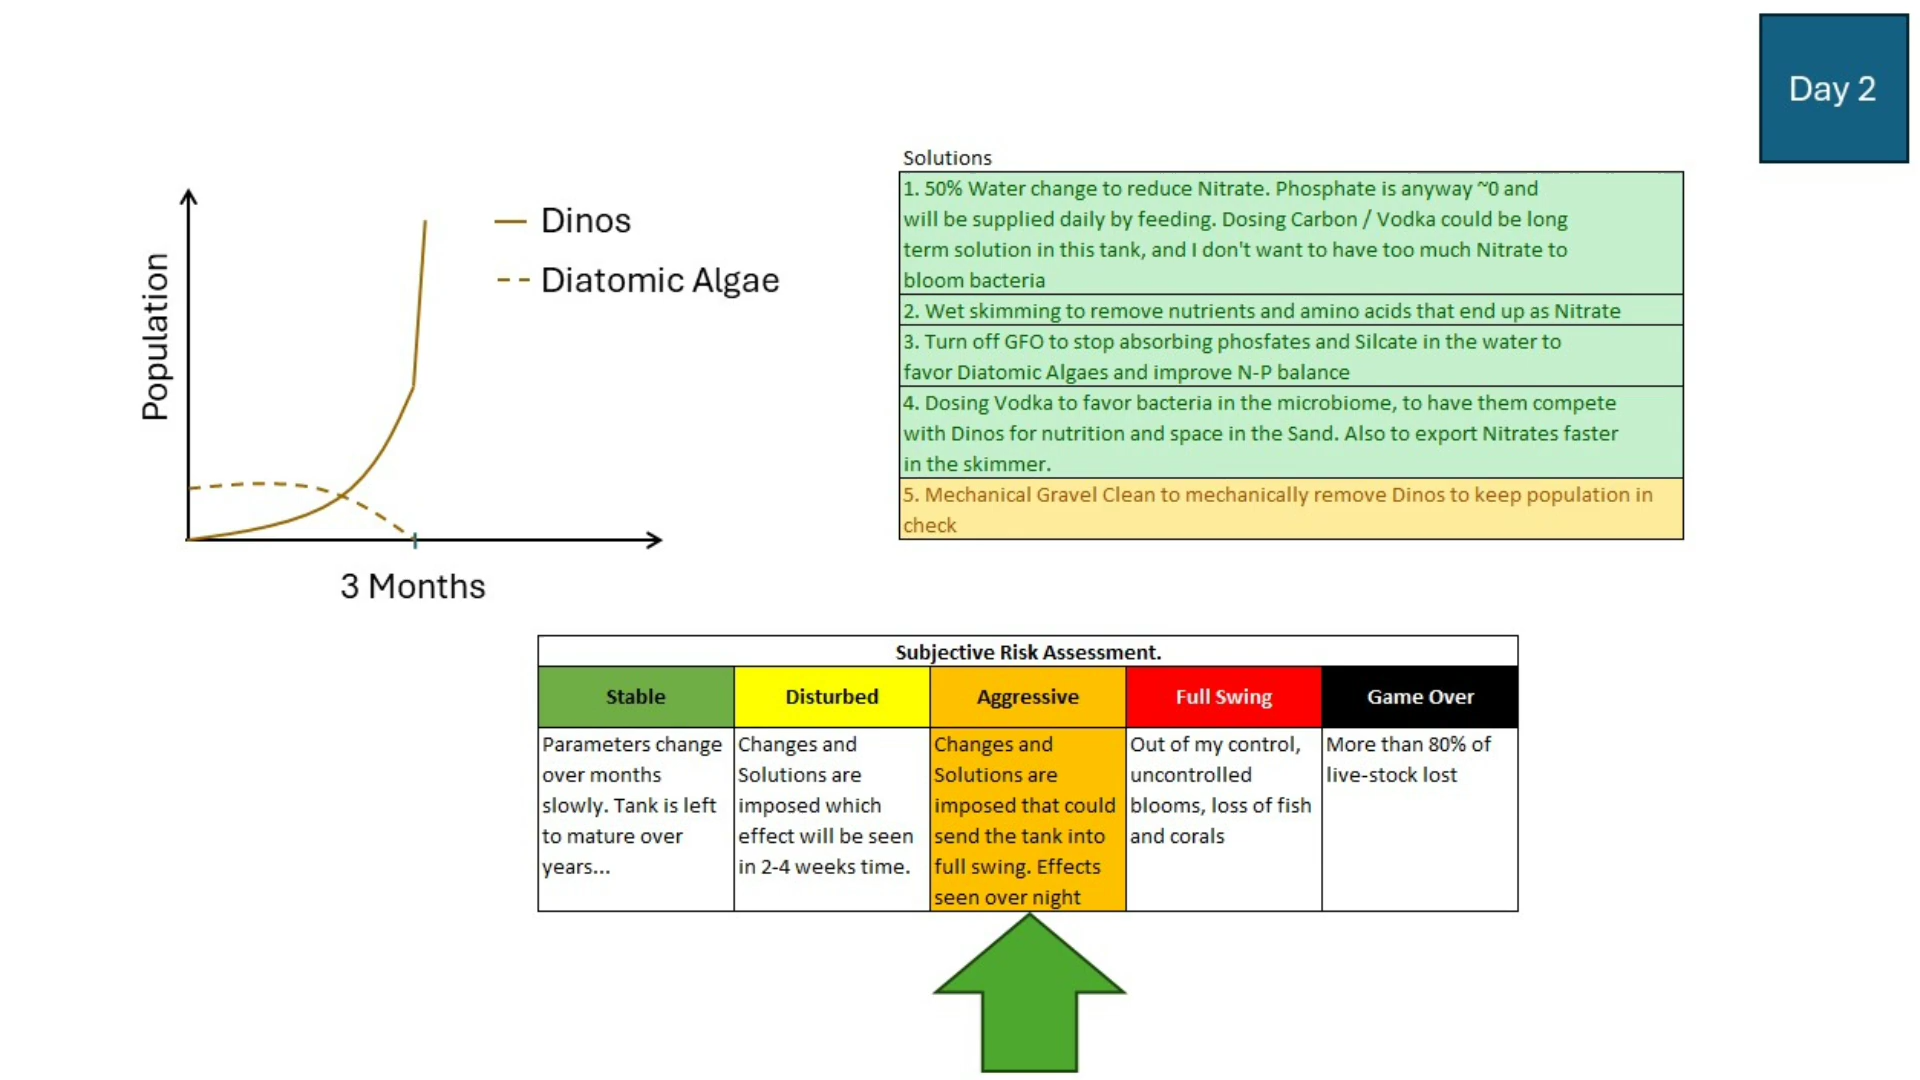 Day 2
Population
Dinos
Diatomic Algae
3 Months
Solutions
1. 50% Water change to reduce Nitrate. Phosphate is anyway ~0 and
will be supplied daily by feeding. Dosing Carbon / Vodka could be long
term solution in this tank, and I don't want to have too much Nitrate to
bloom bacteria
2. Wet skimming to remove nutrients and amino acids that end up as Nitrate
3. Turn off GFO to stop absorbing phosfates and Silcate in the water to
favor Diatomic Algaes and improve N-P balance
4. Dosing Vodka to favor bacteria in the microbiome, to have them compete
with Dinos for nutrition and space in the Sand. Also to export Nitrates faster
in the skimmer.
5. Mechanical Gravel Clean to mechanically remove Dinos to keep population in
check
Subjective Risk Assessment.
Stable
Disturbed
Aggressive
Full Swing
Game Over
Parameters change
over months
slowly. Tank is left
to mature over
years...
Changes and
Solutions are
imposed which
effect will be seen
in 2-4 weeks time.
Changes and
Solutions are
imposed that could
send the tank into
full swing. Effects
seen over night
Out of my control,
uncontrolled
blooms, loss of fish
and corals
More than 80% of
live-stock lost